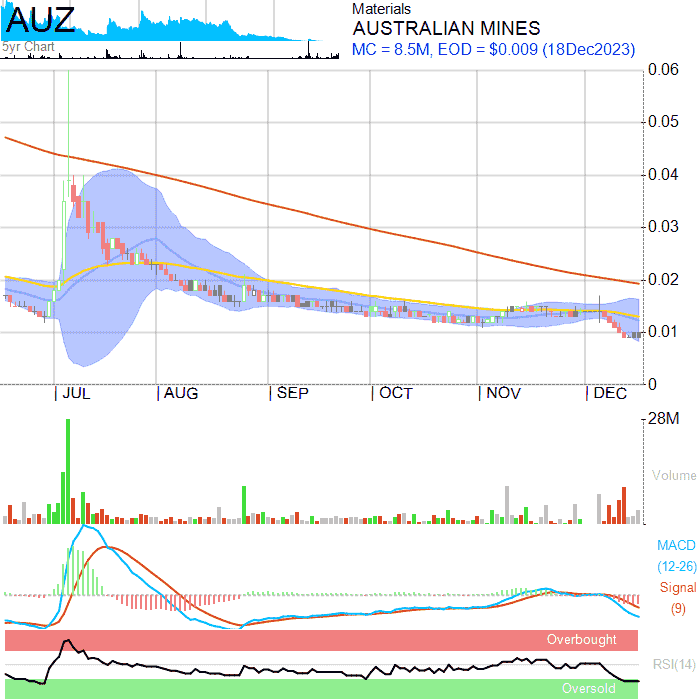 AUZ
5yr Chart
Materials
AUSTRALIAN MINES
MC = 8.5M, EOD = $0.009 (18Dec2023)
0.06
0.05
0.04
0.03
0.02
0.01
0
JUL AUG SEP OCT NOV DEC
28M
Volume
MACD
(12-26)
Signal
(9)
Overbought
RSI(14)
Oversold